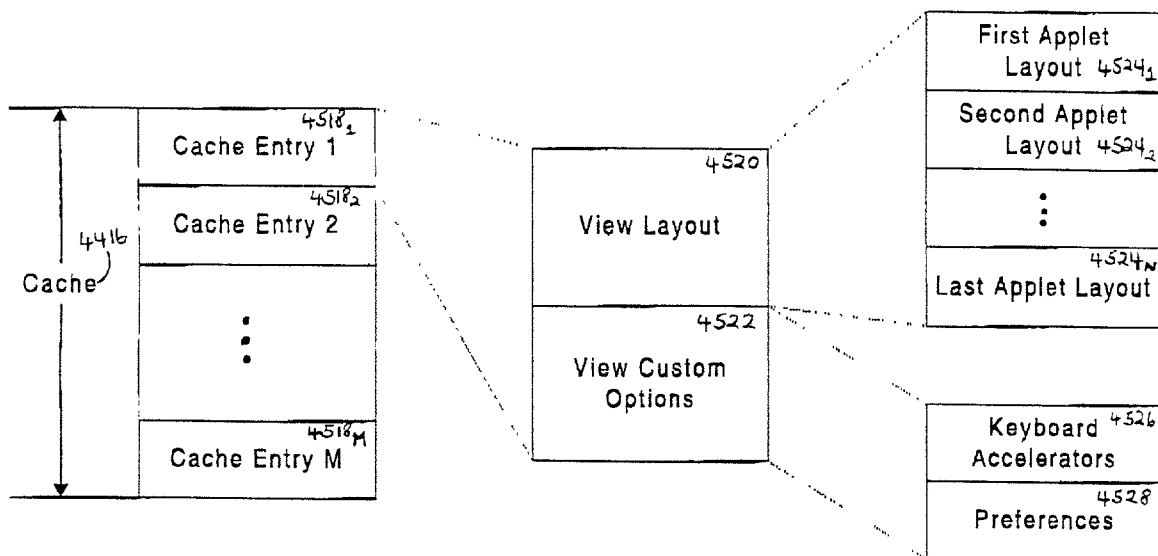 4416
Cache
4518₁
Cache Entry 1
4518₂
Cache Entry 2
4518M
Cache Entry M
4520
View Layout
4522
View Custom
Options
First Applet
Layout 4524₁
Second Applet
Layout 4524₂
4524N
Last Applet Layout
Keyboard 4526
Accelerators
4528
Preferences